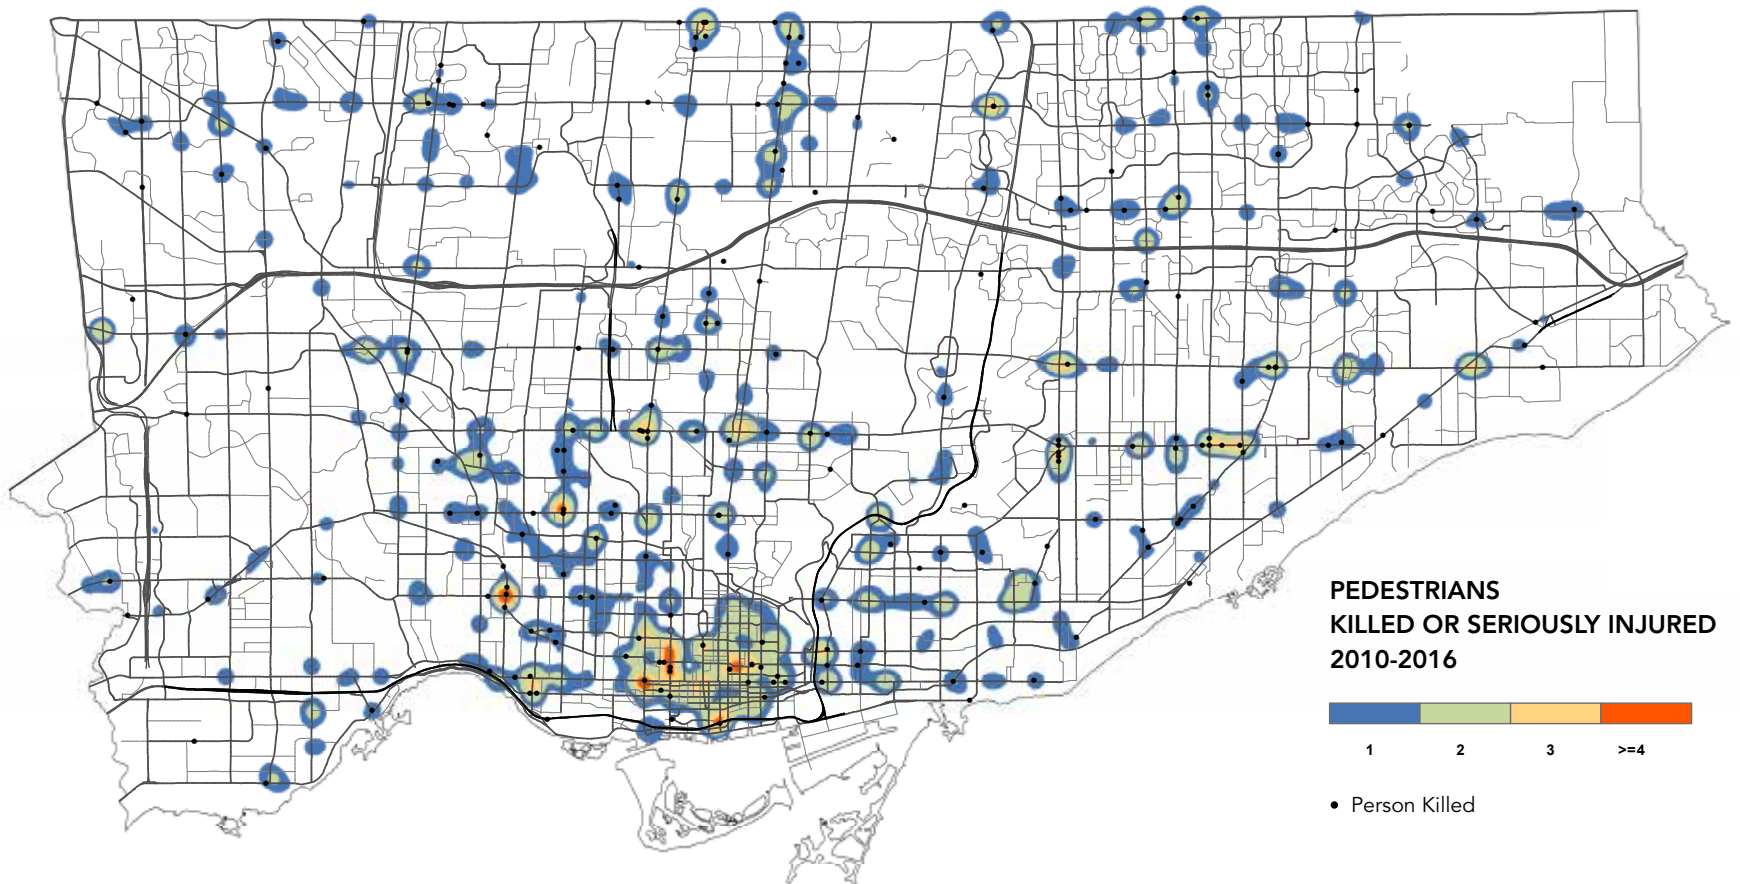 PEDESTRIANS
KILLED OR SERIOUSLY INJURED
2010-2016
1 2 3 >=4
Person Killed